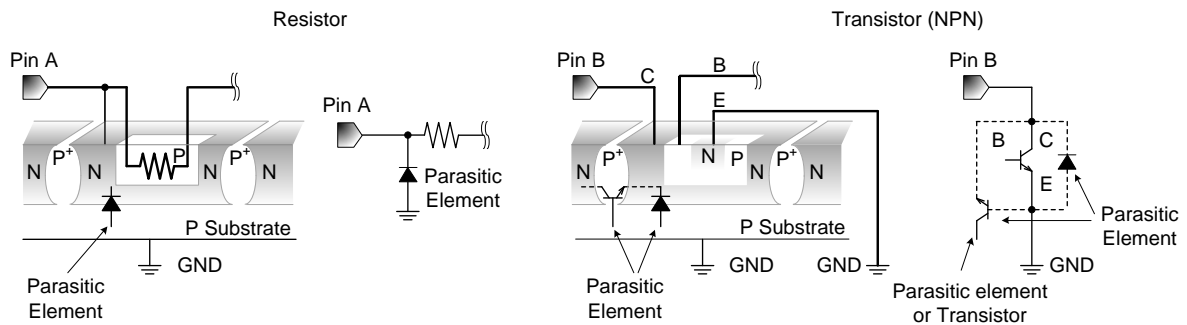 Resistor
Transistor (NPN)
Pin A
Pin A
N
P+
N
P
N
P+
N
Parasitic
Element
P Substrate
GND
Parasitic
Element
Pin B
C
B
E
N
P+
N
N
P
N
P+
N
P Substrate
GND
GND
Parasitic
Element
Pin B
B
C
E
Parasitic
Element
GND
Parasitic element
or Transistor